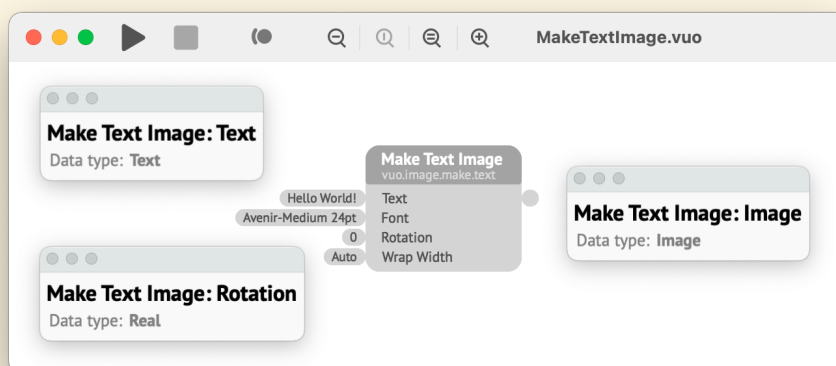 MakeTextImage.vuo
Make Text Image: Text
Data type: Text
Make Text Image
vuo.image.make.text
Hello World! Text
Avenir-Medium 24pt Font
0 Rotation
Auto Wrap Width
Make Text Image: Image
Data type: Image
Make Text Image: Rotation
Data type: Real